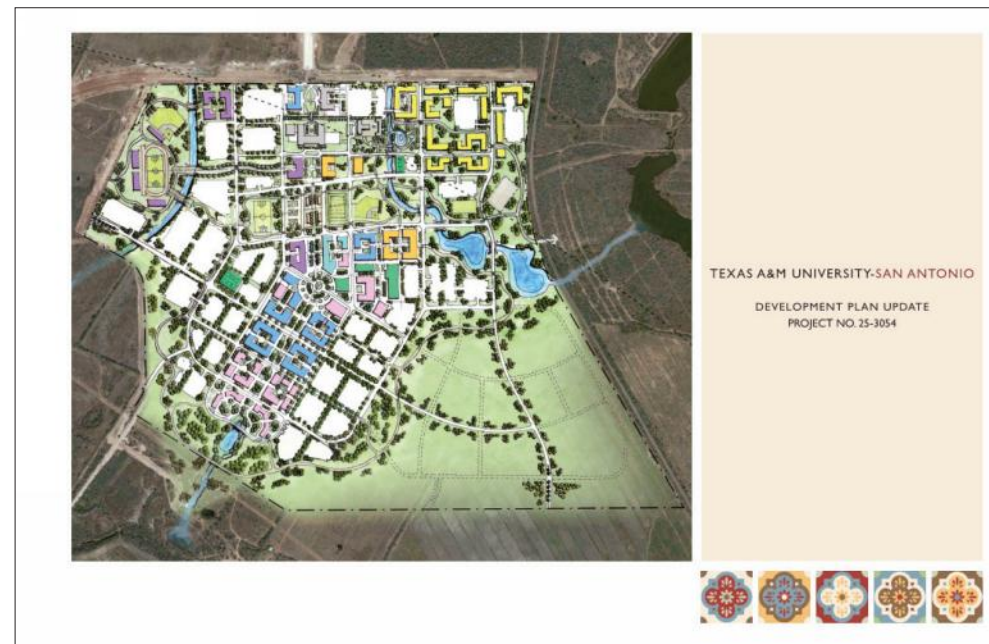 TEXAS A&M UNIVERSITY-SAN ANTONIO
DEVELOPMENT PLAN UPDATE
PROJECT NO. 25-3054